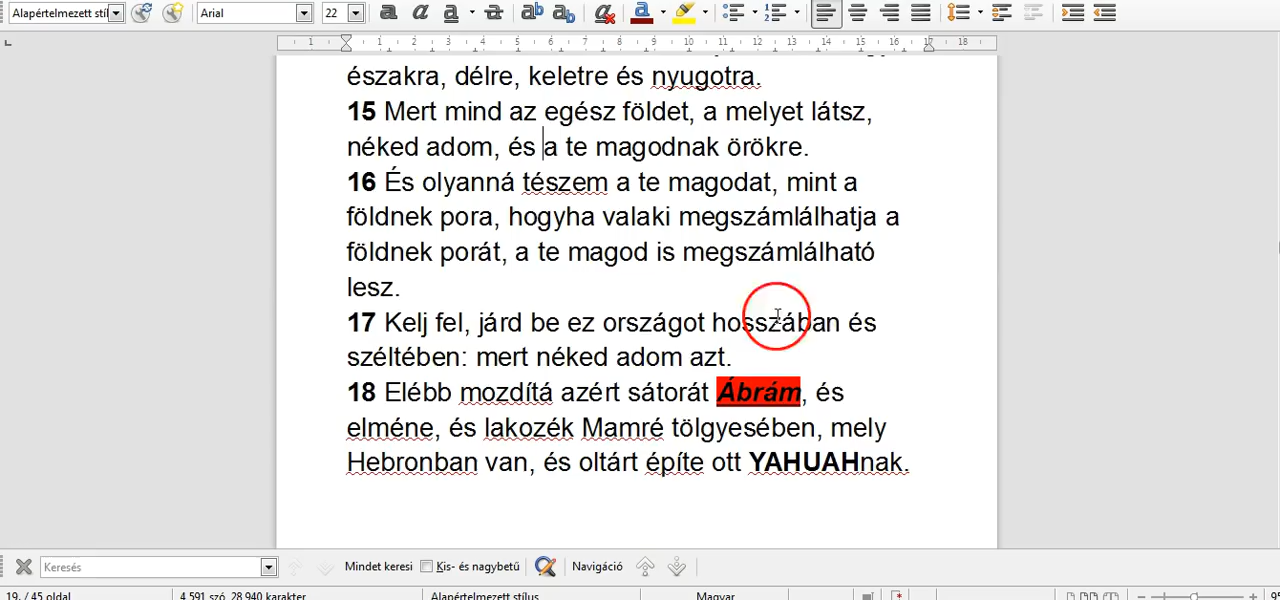 Alapértelmezett stíl Arial 22
1 1 2 3 4 5 6 7 8 9 10 11 12 13 14 15 16 17 18
északra, délre, keletre és nyugotra.
15 Mert mind az egész földet, a melyet látsz,
néked adom, és a te magodnak örökre.
16 És olyanná tészem a te magodat, mint a
földnek pora, hogyha valaki megszámlálhatja a
földnek porát, a te magod is megszámlálható
lesz.
17 Kelj fel, járd be ez országot hosszában és
széltében: mert néked adom azt.
18 Elébb mozdítá azért sátorát Ábrám, és
elméne, és lakozék Mamré tölgyesében, mely
Hebronban van, és oltárt építe ott YAHUAHnak.
Keresés Mindet keresi Kis- és nagybetű Navigáció
19. / 45 oldal 4 591 szó, 28 940 karakter Alapértelmezett stílus Magyar